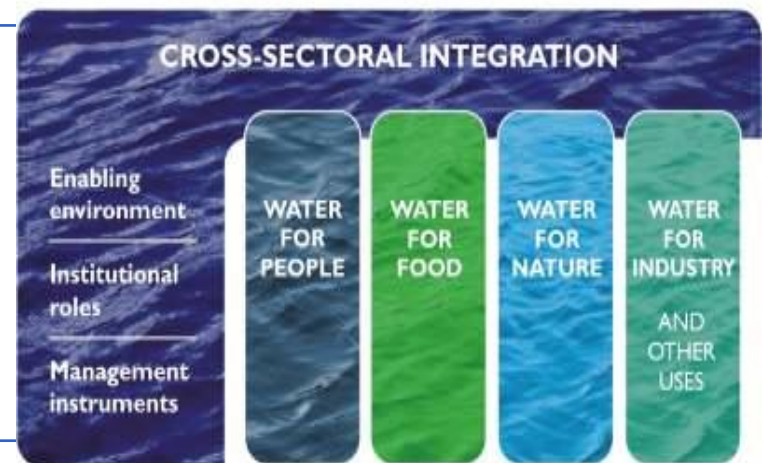 CROSS-SECTORAL INTEGRATION
Enabling
environment
Institutional
roles
Management
instruments
WATER
FOR
PEOPLE
WATER
FOR
FOOD
WATER
FOR
NATURE
WATER
FOR
INDUSTRY
AND
OTHER
USES